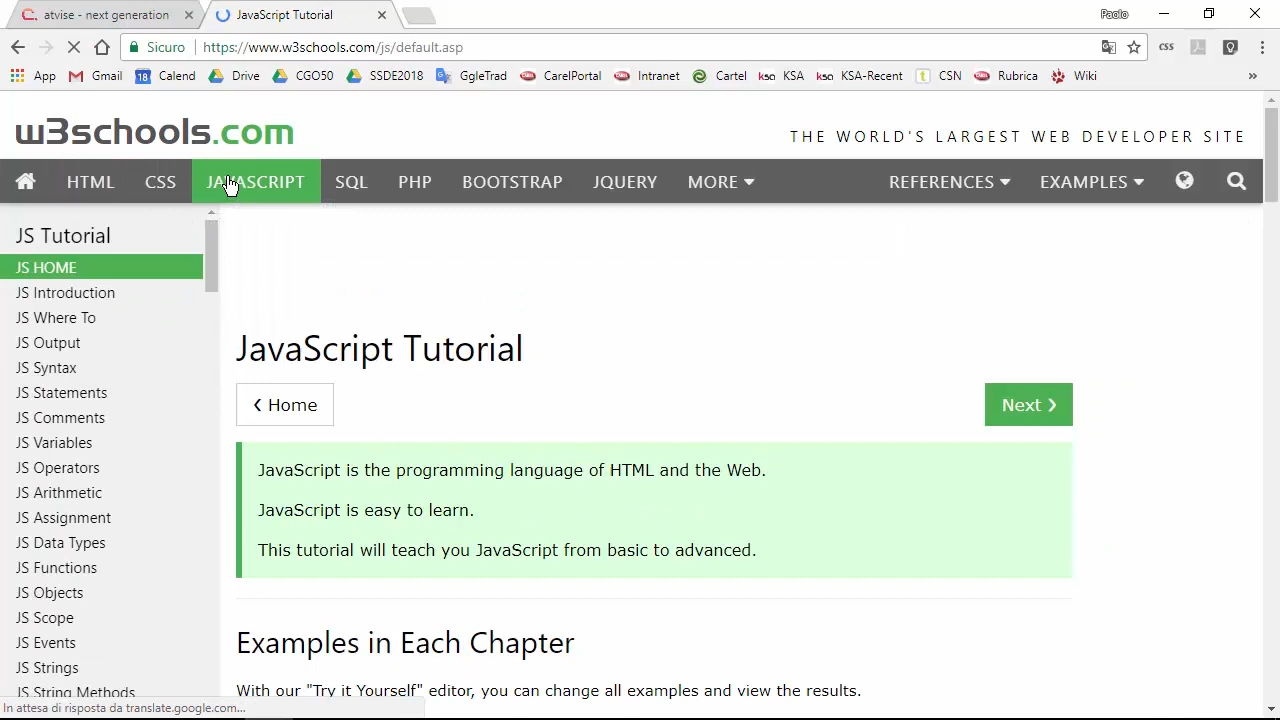 atvise - next generation
JavaScript Tutorial
Paolo
Sicuro
https://www.w3schools.com/js/default.asp
css
App
Gmail
18
Calend
Drive
CGO50
SSDE2018
GgleTrad
CarelPortal
Intranet
Cartel
ksa KSA
ksa KSA-Recent
t CSN
Rubrica
Wiki
w3schools.com
THE WORLD'S LARGEST WEB DEVELOPER SITE
HTML
CSS
JAVASCRIPT
SQL
PHP
BOOTSTRAP
JQUERY
MORE
REFERENCES
EXAMPLES
JS Tutorial
JS HOME
JS Introduction
JS Where To
JS Output
JS Syntax
JS Statements
JS Comments
JS Variables
JS Operators
JS Arithmetic
JS Assignment
JS Data Types
JS Functions
JS Objects
JS Scope
JS Events
JS Strings
JS String Methods
JavaScript Tutorial
❮ Home
Next ❯
JavaScript is the programming language of HTML and the Web.
JavaScript is easy to learn.
This tutorial will teach you JavaScript from basic to advanced.
Examples in Each Chapter
With our "Try it Yourself" editor, you can change all examples and view the results.
In attesa di risposta da translate.google.com...